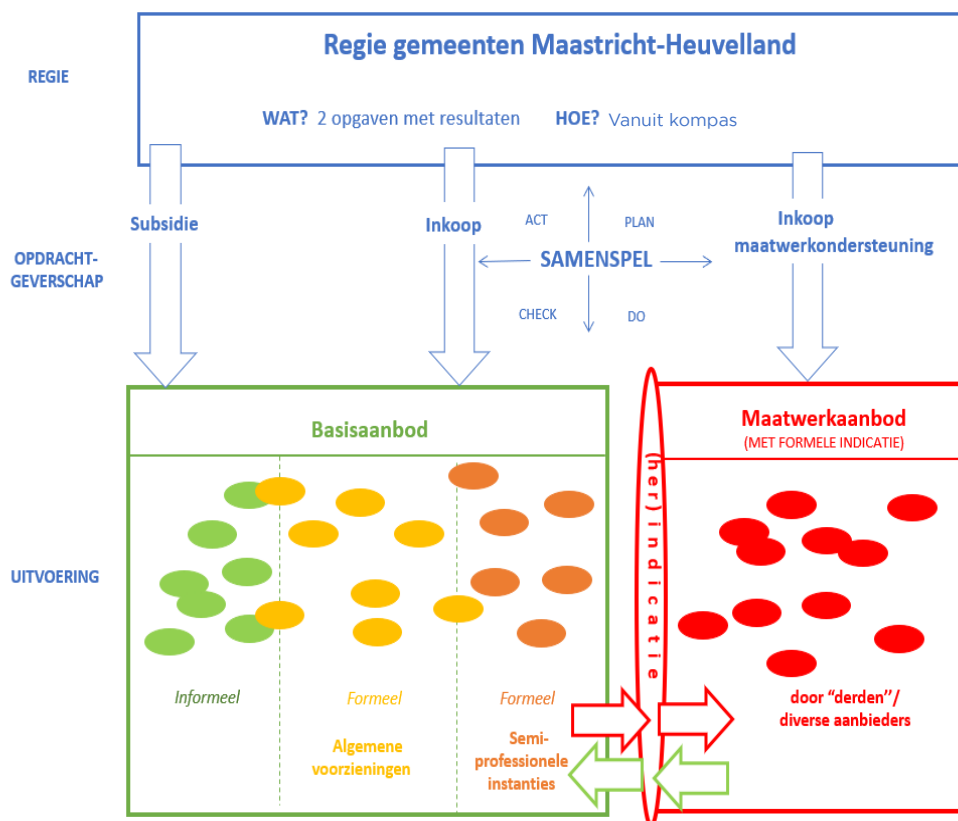 Regie gemeenten Maastricht-Heuvelland
REGIE
WAT? 2 opgaven met resultaten HOE? Vanuit kompas
Subsidie
Inkoop
ACT
PLAN
Inkoop
maatwerkondersteuning
OPDRACHT-
GEVERSCHAP
SAMENSPEL
CHECK
DO
Basisaanbod
Maatwerkaanbod
(MET FORMELE INDICATIE)
(her)indicatie
UITVOERING
Informeel
Formeel
Formeel
door “derden”/
diverse aanbieders
Algemene
voorzieningen
Semi-
professionele
instanties